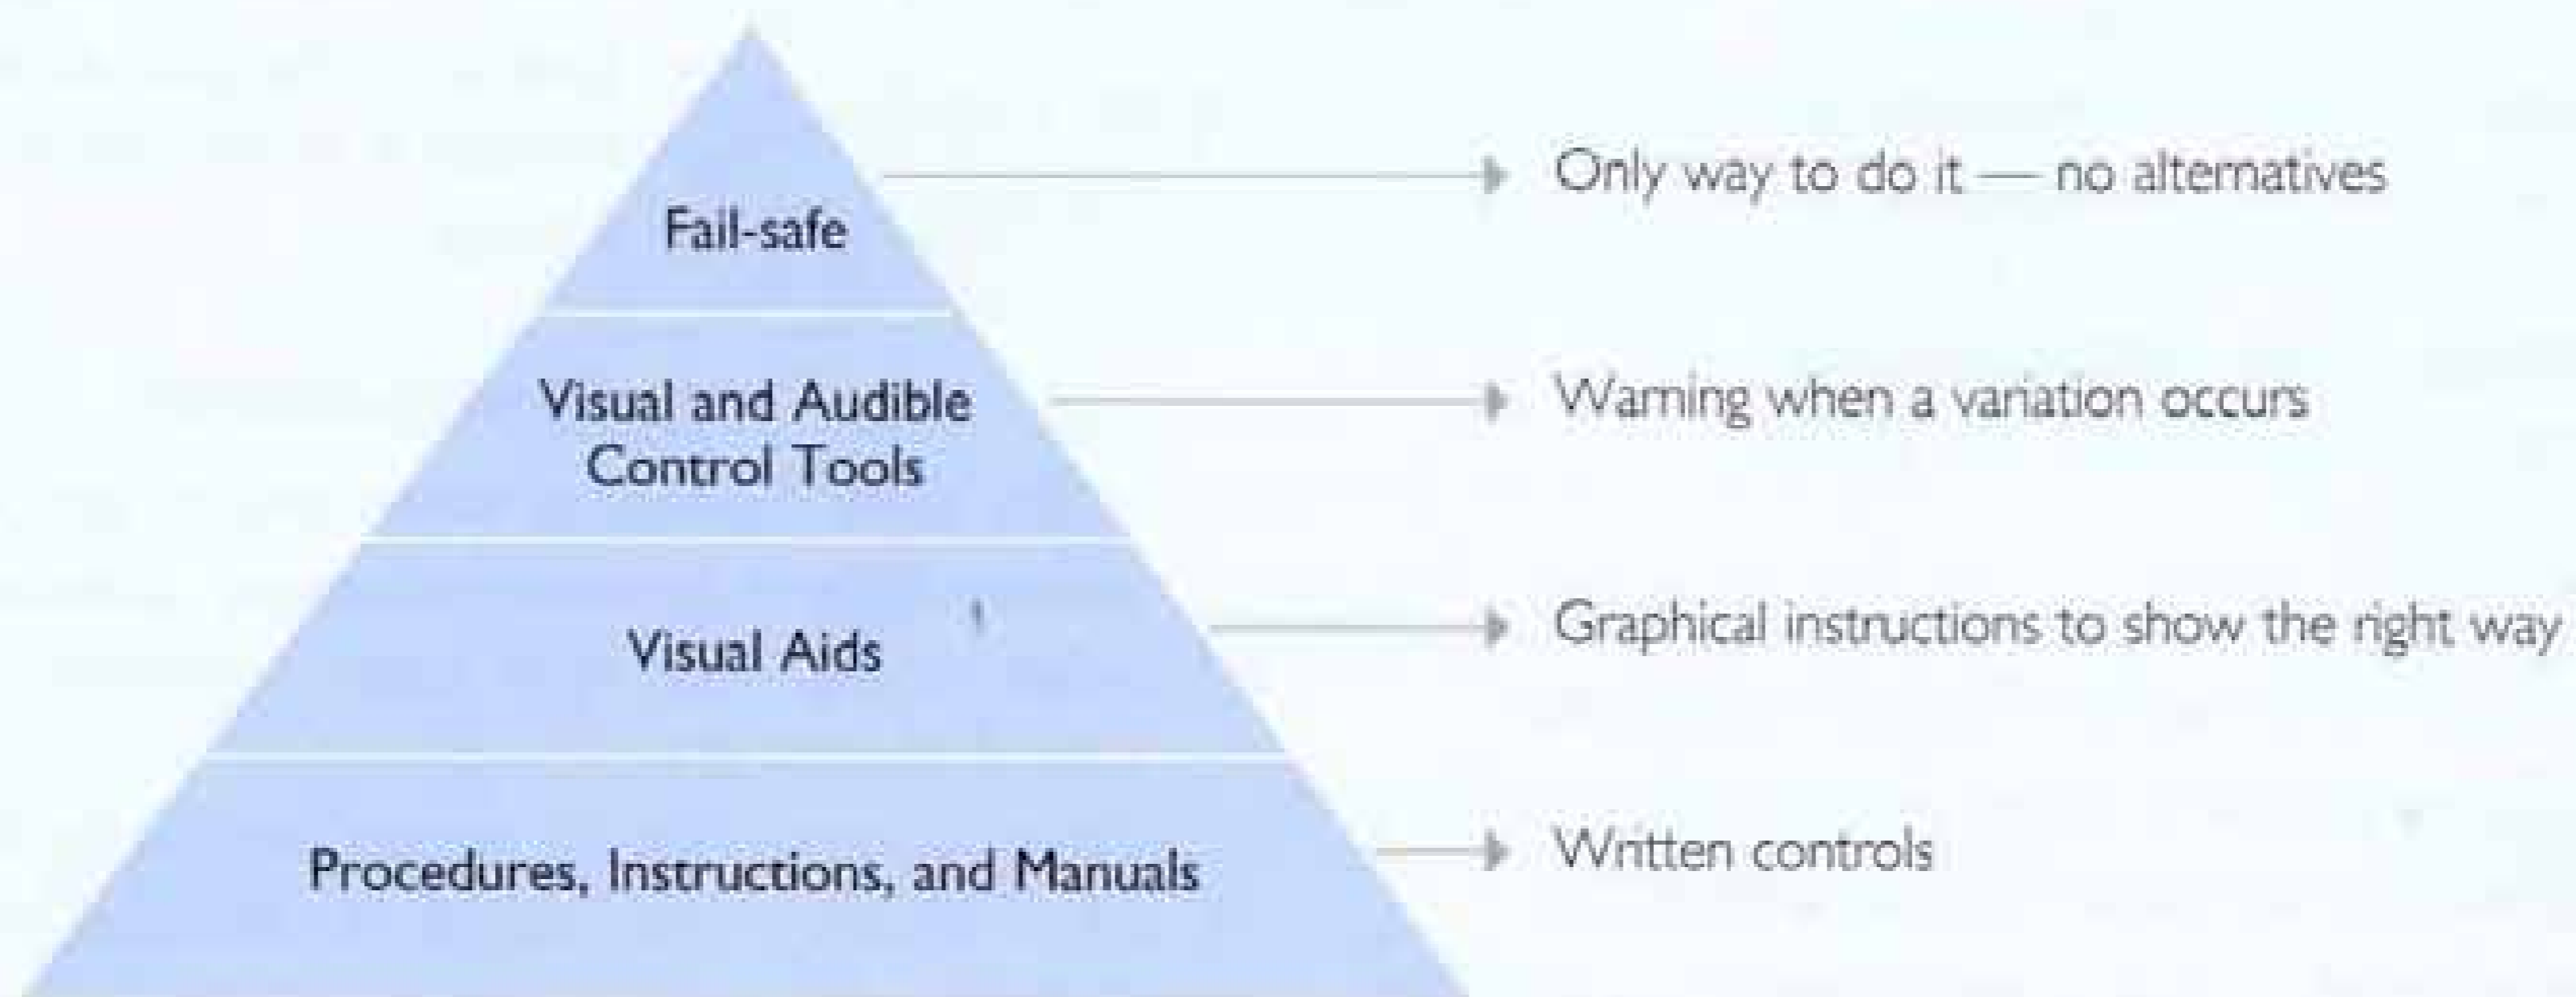 Fail-safe
Only way to do it — no alternatives
Visual and Audible
Control Tools
Warning when a variation occurs
Visual Aids
Graphical instructions to show the right way
Procedures, Instructions, and Manuals
Written controls